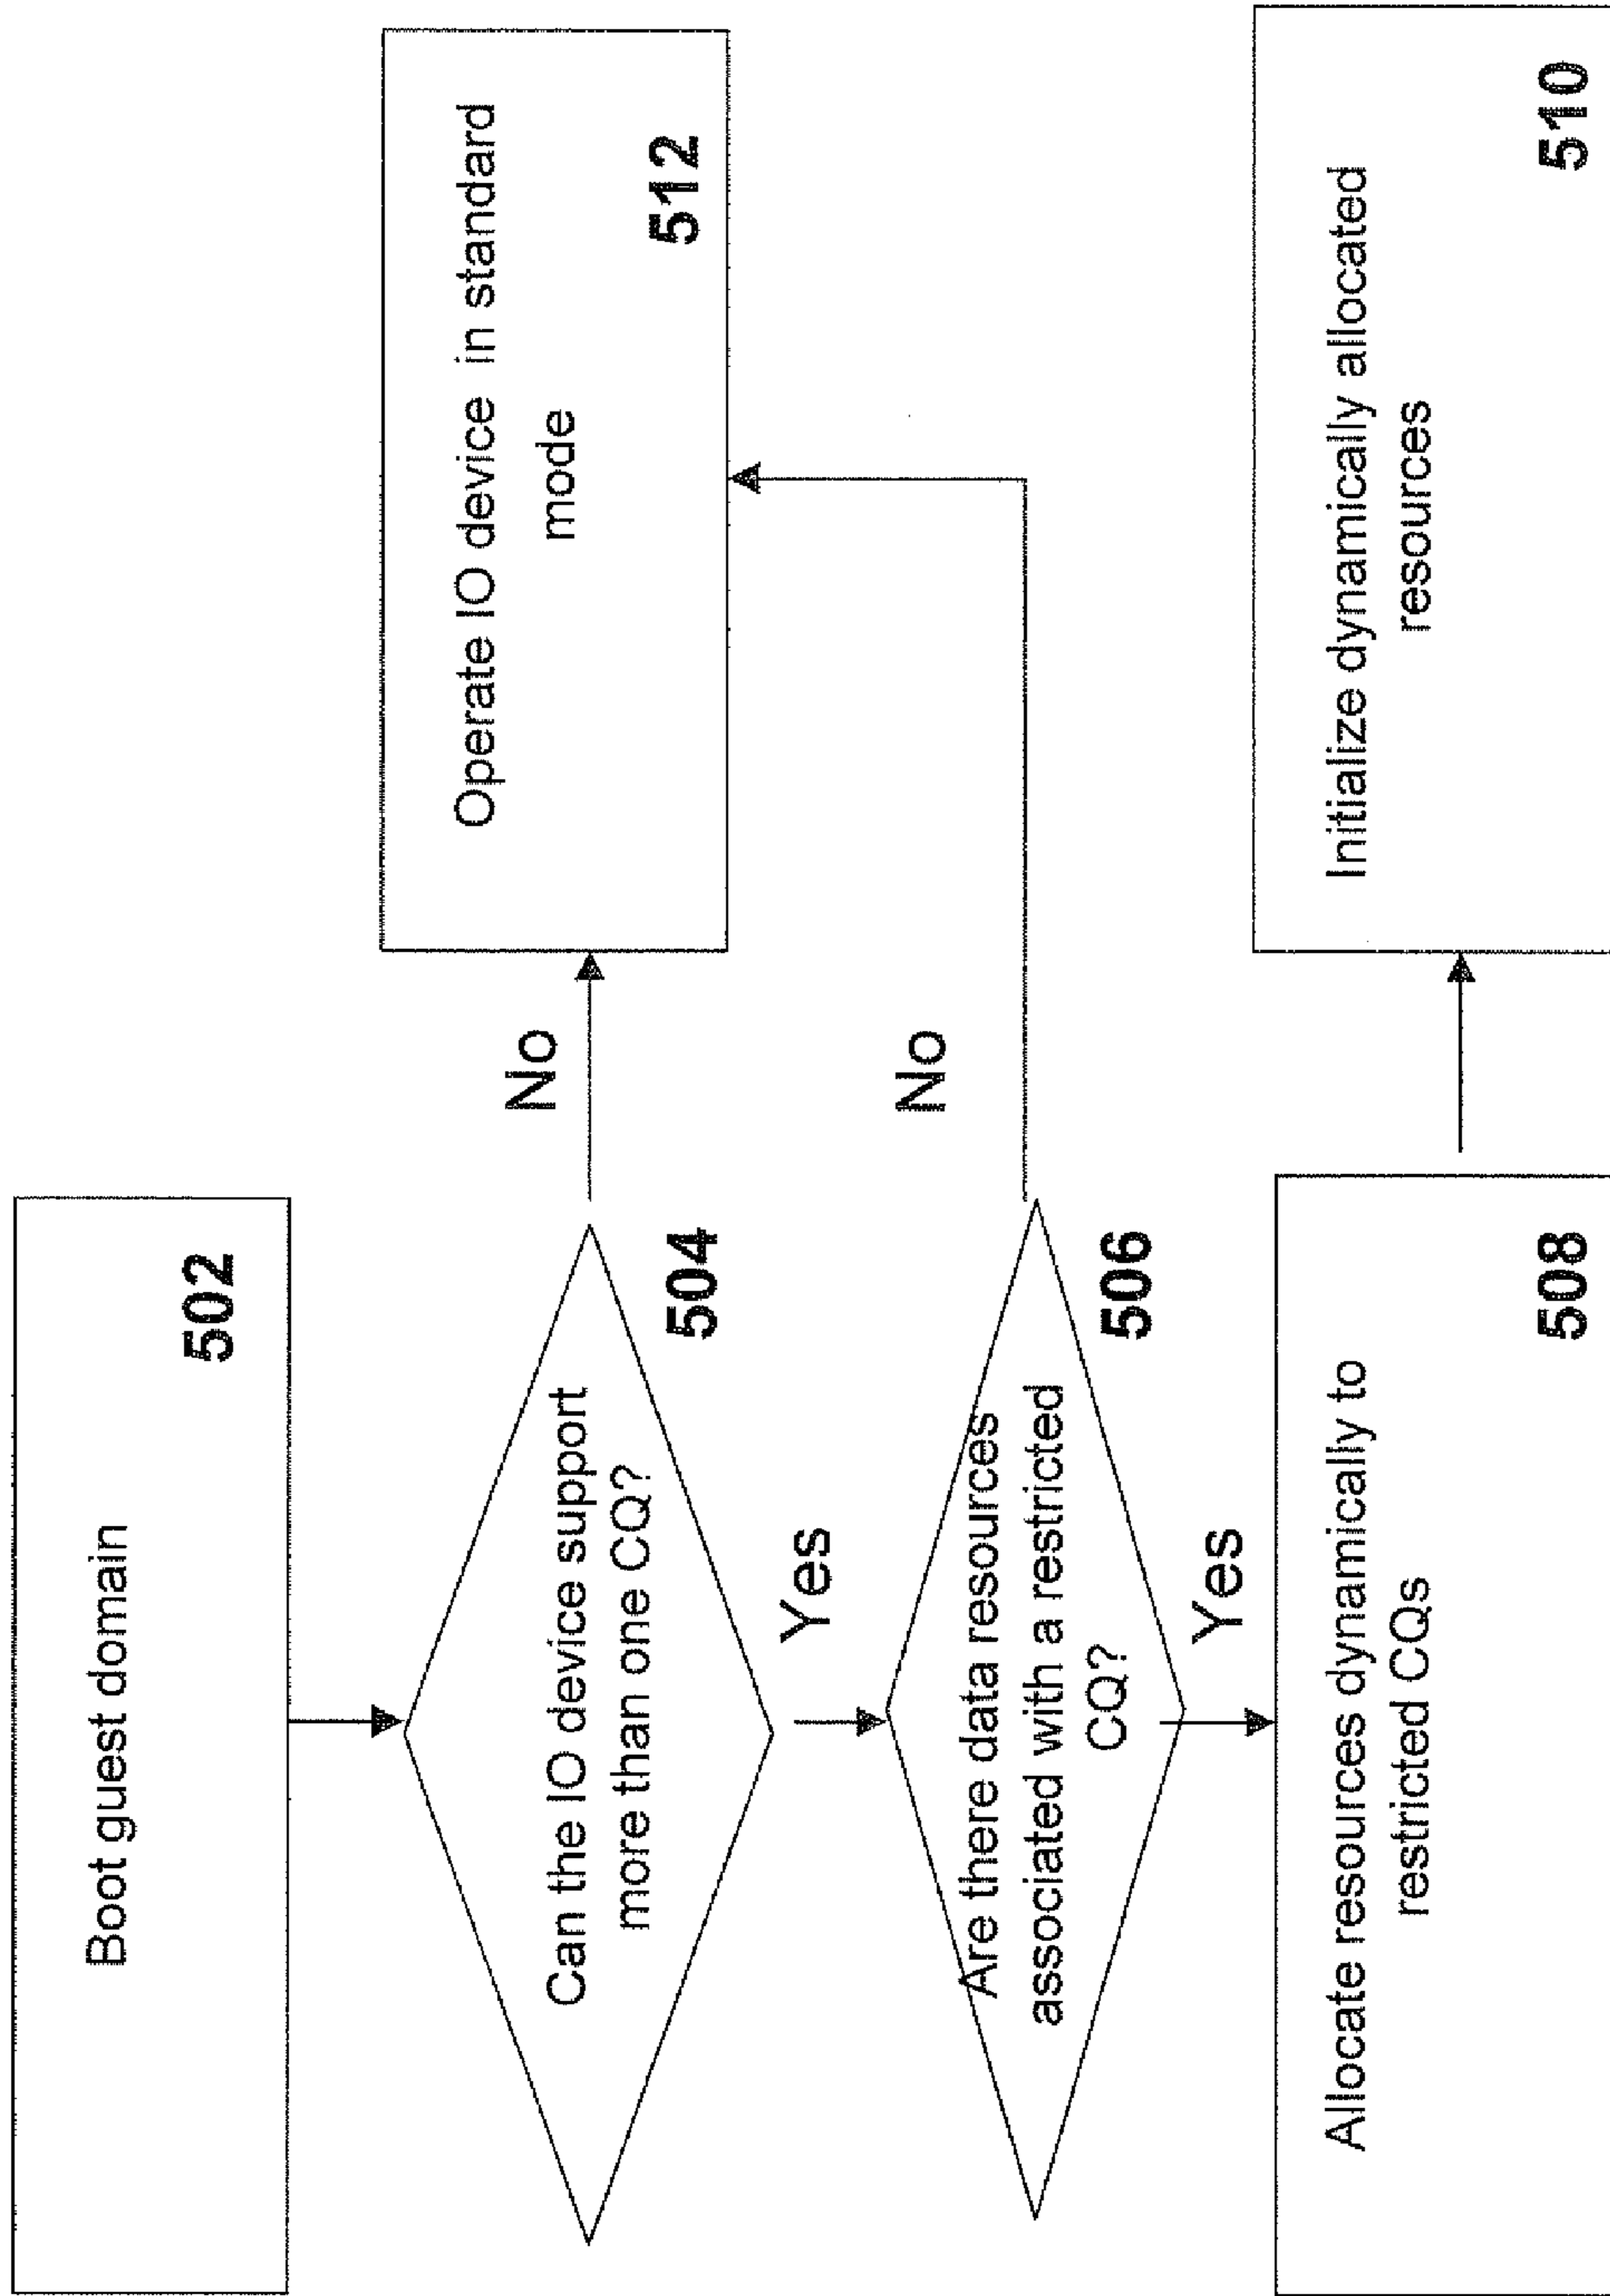 Boot guest domain
502
Can the IO device support
more than one CQ?
504
No
Operate IO device in standard
mode
512
Yes
Are there data resources
associated with a restricted
CQ?
506
No
Yes
Allocate resources dynamically to
restricted CQs
508
Initialize dynamically allocated
resources
510